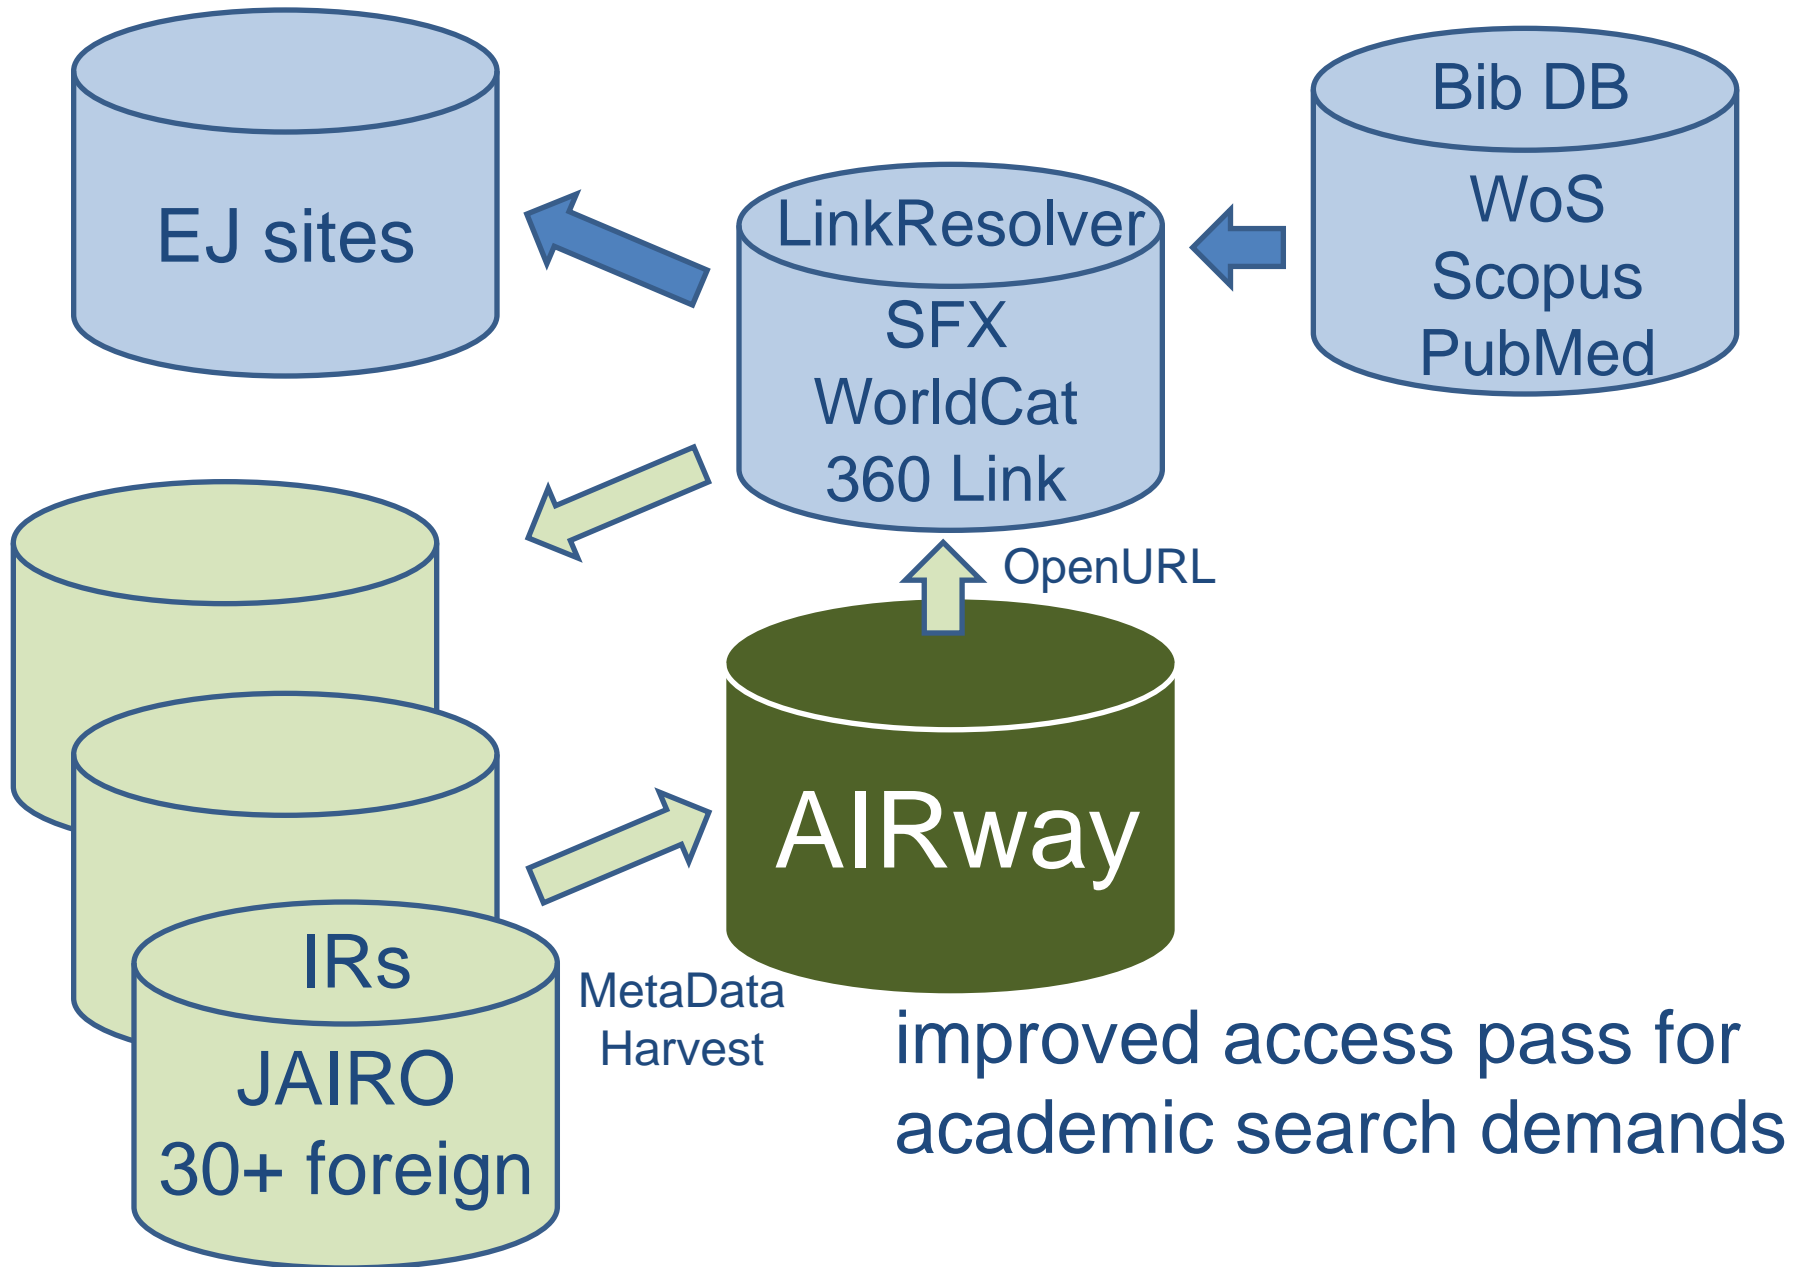 EJ sites
LinkResolver
SFX
WorldCat
360 Link
Bib DB
WoS
Scopus
PubMed
OpenURL
AIRway
IRs
JAIRO
30+ foreign
MetaData
Harvest
improved access pass for
academic search demands